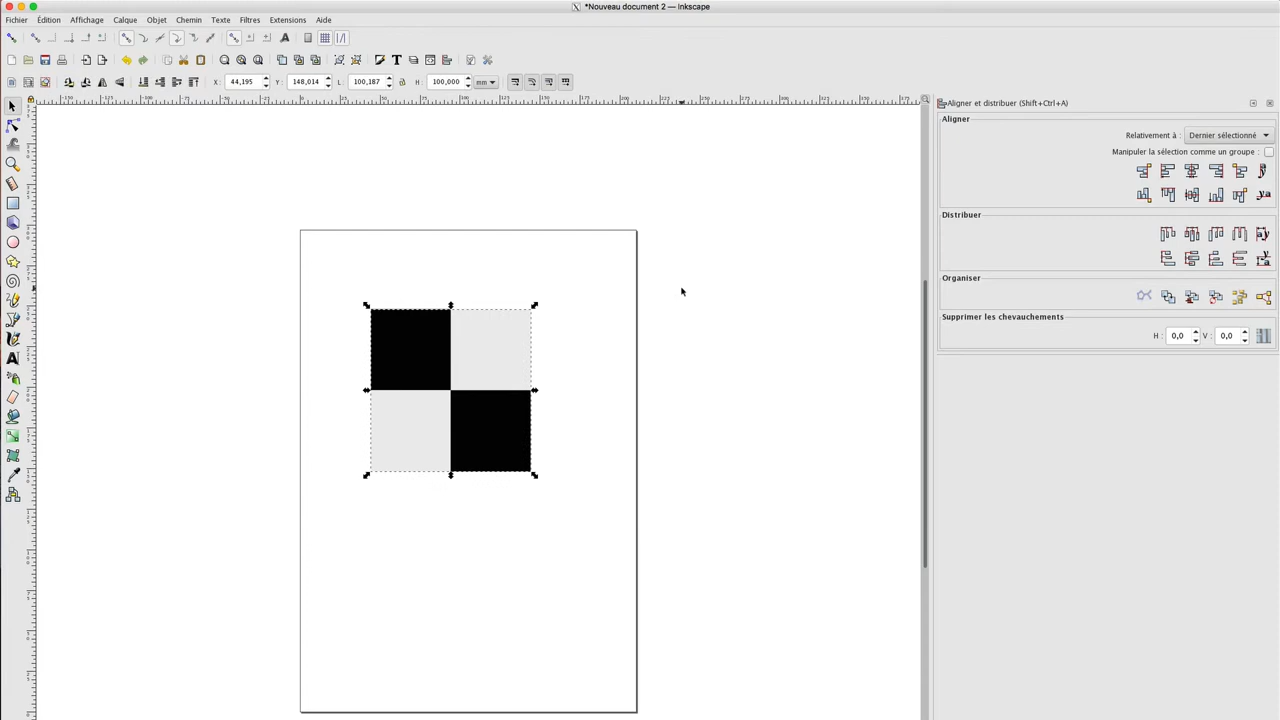 *Nouveau document 2 — Inkscape
Fichier Édition Affichage Calque Objet Chemin Texte Filtres Extensions Aide
X : 44,195 Y : 148,014 L : 100,187 H : 100,000 mm
Aligner et distribuer (Shift+Ctrl+A)
Aligner
Relativement à : Dernier sélectionné
Manipuler la sélection comme un groupe :
Distribuer
Organiser
Supprimer les chevauchements
H : 0,0 V : 0,0